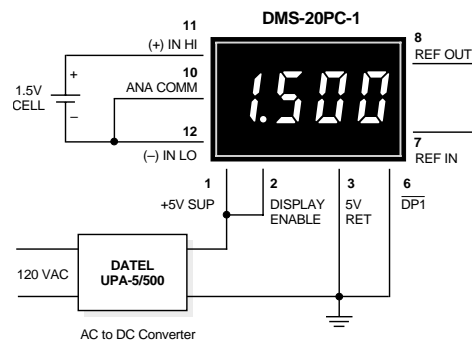 DMS-20PC-1
11
(+) IN HI
10
ANA COMM
12
(–) IN LO
1.5V
CELL
+
–
1.500
8
REF OUT
7
REF IN
1
+5V SUP
2
DISPLAY
ENABLE
3
5V
RET
6
DP1
120 VAC
DATEL
UPA-5/500
AC to DC Converter